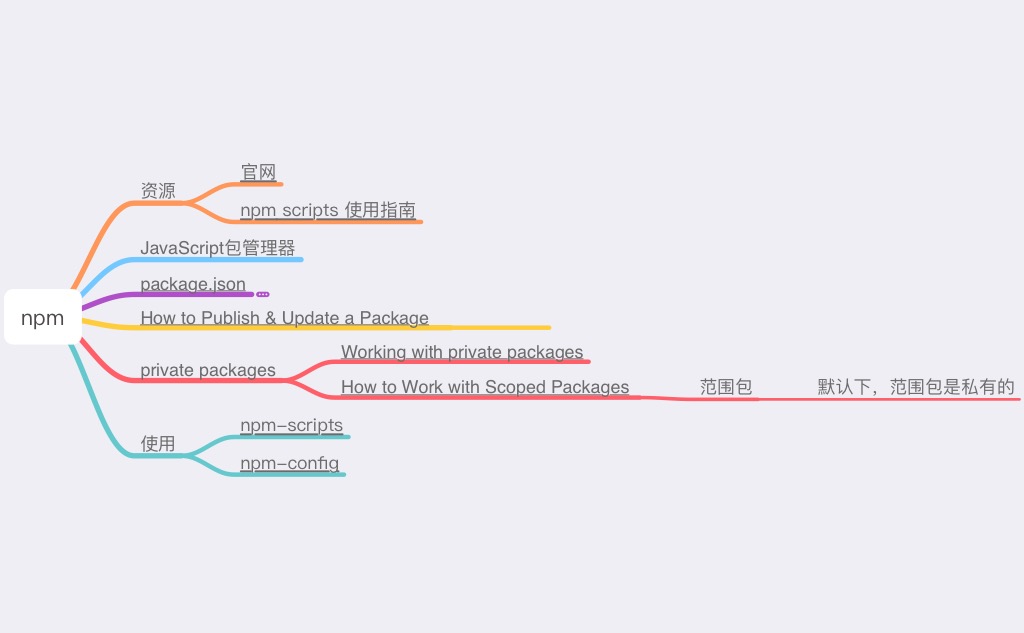 npm
资源
官网
npm scripts 使用指南
JavaScript包管理器
package.json
How to Publish & Update a Package
private packages
Working with private packages
How to Work with Scoped Packages
范围包
默认下，范围包是私有的
使用
npm-scripts
npm-config